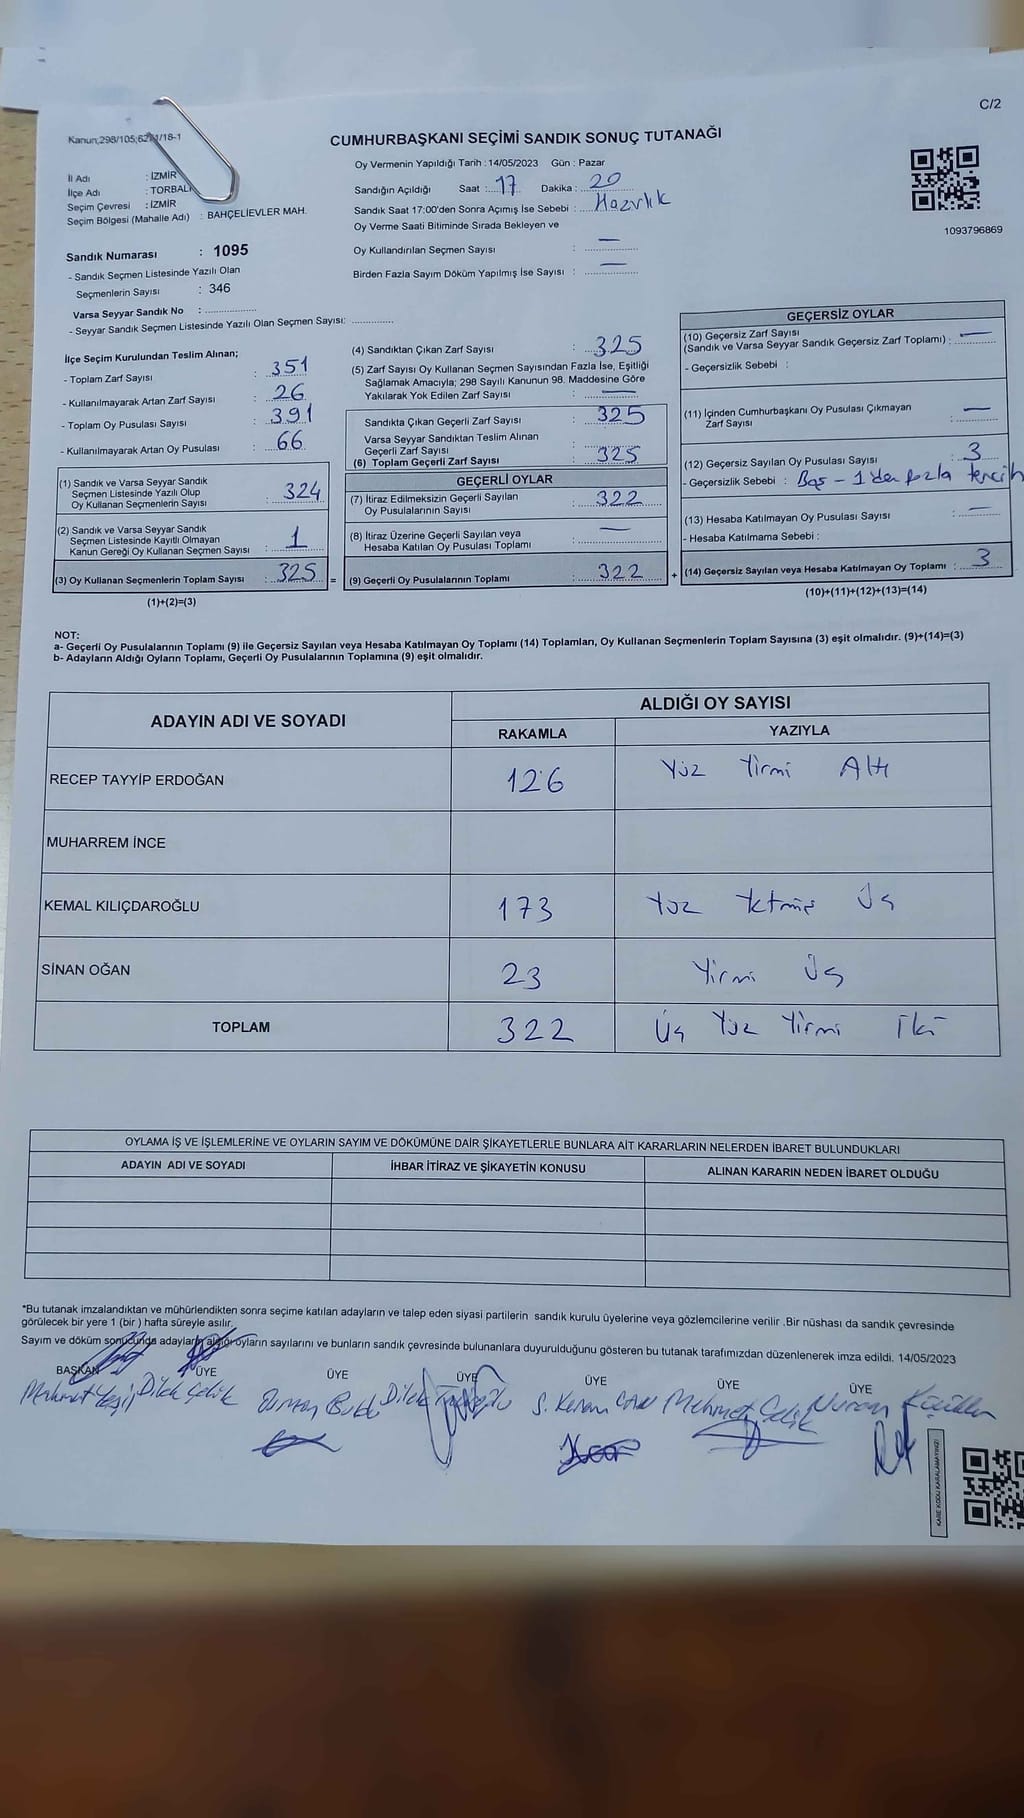 C/2
Kanun;298/105;62
/18-1
CUMHURBAŞKANI SEÇİMİ SANDIK SONUÇ TUTANAĞI
Oy Vermenin Yapıldığı Tarih : 14/05/2023 Gün : Pazar
İl Adı : İZMİR
İlçe Adı : TORBALI
Seçim Çevresi : İZMİR
Seçim Bölgesi (Mahalle Adı) : BAHÇELİEVLER MAH.
Sandığın Açıldığı Saat : 17 Dakika : 20
Sandık Saat 17:00'den Sonra Açımış İse Sebebi : Hazırlık
Oy Verme Saati Bitiminde Sırada Bekleyen ve
Oy Kullandırılan Seçmen Sayısı : —
Birden Fazla Sayım Döküm Yapılmış İse Sayısı : —
1093796869
Sandık Numarası : 1095
- Sandık Seçmen Listesinde Yazılı Olan
Seçmenlerin Sayısı : 346
Varsa Seyyar Sandık No :
- Seyyar Sandık Seçmen Listesinde Yazılı Olan Seçmen Sayısı:
İlçe Seçim Kurulundan Teslim Alınan;
- Toplam Zarf Sayısı : 351
- Kullanılmayarak Artan Zarf Sayısı : 26
- Toplam Oy Pusulası Sayısı : 391
- Kullanılmayarak Artan Oy Pusulası : 66
(1) Sandık ve Varsa Seyyar Sandık
Seçmen Listesinde Yazılı Olup
Oy Kullanan Seçmenlerin Sayısı : 324
(2) Sandık ve Varsa Seyyar Sandık
Seçmen Listesinde Kayıtlı Olmayan
Kanun Gereği Oy Kullanan Seçmen Sayısı : 1
(3) Oy Kullanan Seçmenlerin Toplam Sayısı : 325 =
(1)+(2)=(3)
(4) Sandıktan Çıkan Zarf Sayısı : 325
(5) Zarf Sayısı Oy Kullanan Seçmen Sayısından Fazla İse, Eşitliği
Sağlamak Amacıyla; 298 Sayılı Kanunun 98. Maddesine Göre
Yakılarak Yok Edilen Zarf Sayısı : —
Sandıkta Çıkan Geçerli Zarf Sayısı : 325
Varsa Seyyar Sandıktan Teslim Alınan
Geçerli Zarf Sayısı :
(6) Toplam Geçerli Zarf Sayısı : 325
GEÇERLİ OYLAR
(7) İtiraz Edilmeksizin Geçerli Sayılan
Oy Pusulalarının Sayısı : 322
(8) İtiraz Üzerine Geçerli Sayılan veya
Hesaba Katılan Oy Pusulası Toplamı : —
(9) Geçerli Oy Pusulalarının Toplamı : 322 +
GEÇERSİZ OYLAR
(10) Geçersiz Zarf Sayısı
(Sandık ve Varsa Seyyar Sandık Geçersiz Zarf Toplamı) : —
- Geçersizlik Sebebi :
(11) İçinden Cumhurbaşkanı Oy Pusulası Çıkmayan
Zarf Sayısı : —
(12) Geçersiz Sayılan Oy Pusulası Sayısı : 3
- Geçersizlik Sebebi : Boş - 1'den fazla tercih
(13) Hesaba Katılmayan Oy Pusulası Sayısı : —
- Hesaba Katılmama Sebebi :
(14) Geçersiz Sayılan veya Hesaba Katılmayan Oy Toplamı : 3
(10)+(11)+(12)+(13)=(14)
NOT:
a- Geçerli Oy Pusulalarının Toplamı (9) ile Geçersiz Sayılan veya Hesaba Katılmayan Oy Toplamı (14) Toplamları, Oy Kullanan Seçmenlerin Toplam Sayısına (3) eşit olmalıdır. (9)+(14)=(3)
b- Adayların Aldığı Oyların Toplamı, Geçerli Oy Pusulalarının Toplamına (9) eşit olmalıdır.
ADAYIN ADI VE SOYADI
ALDIĞI OY SAYISI
RAKAMLA YAZIYLA
RECEP TAYYİP ERDOĞAN 126 Yüz Yirmi Altı
MUHARREM İNCE
KEMAL KILIÇDAROĞLU 173 Yüz Yetmiş Üç
SİNAN OĞAN 23 Yirmi Üç
TOPLAM 322 Üç Yüz Yirmi İki
OYLAMA İŞ VE İŞLEMLERİNE VE OYLARIN SAYIM VE DÖKÜMÜNE DAİR ŞİKAYETLERLE BUNLARA AİT KARARLARIN NELERDEN İBARET BULUNDUKLARI
ADAYIN ADI VE SOYADI İHBAR İTİRAZ VE ŞİKAYETİN KONUSU ALINAN KARARIN NEDEN İBARET OLDUĞU
*Bu tutanak imzalandıktan ve mühürlendikten sonra seçime katılan adayların ve talep eden siyasi partilerin sandık kurulu üyelerine veya gözlemcilerine verilir .Bir nüshası da sandık çevresinde
görülecek bir yere 1 (bir ) hafta süreyle asılır.
Sayım ve döküm sonucunda adayların aldığı oyların sayılarını ve bunların sandık çevresinde bulunanlara duyurulduğunu gösteren bu tutanak tarafımızdan düzenlenerek imza edildi. 14/05/2023
BAŞKAN ÜYE ÜYE ÜYE ÜYE ÜYE ÜYE
Mehmet Yeşil Dilek Çelik Dilek S. Kerem CAN Mehmet Çelik Nuran
KARE KODU KARALAMAYINIZ!